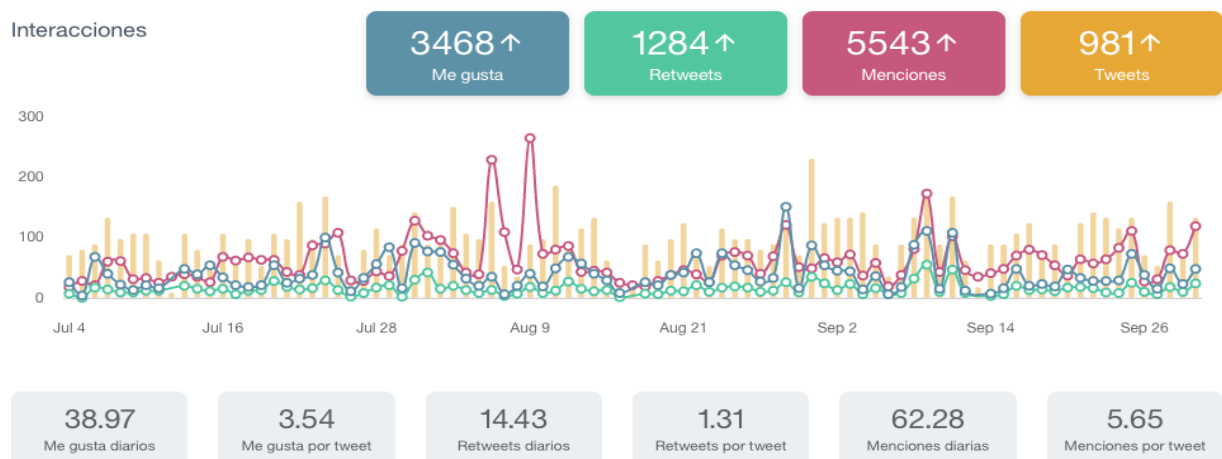 Interacciones
3468↑
Me gusta
1284↑
Retweets
5543↑
Menciones
981↑
Tweets
300
200
100
0
Jul 4
Jul 16
Jul 28
Aug 9
Aug 21
Sep 2
Sep 14
Sep 26
38.97
Me gusta diarios
3.54
Me gusta por tweet
14.43
Retweets diarios
1.31
Retweets por tweet
62.28
Menciones diarias
5.65
Menciones por tweet